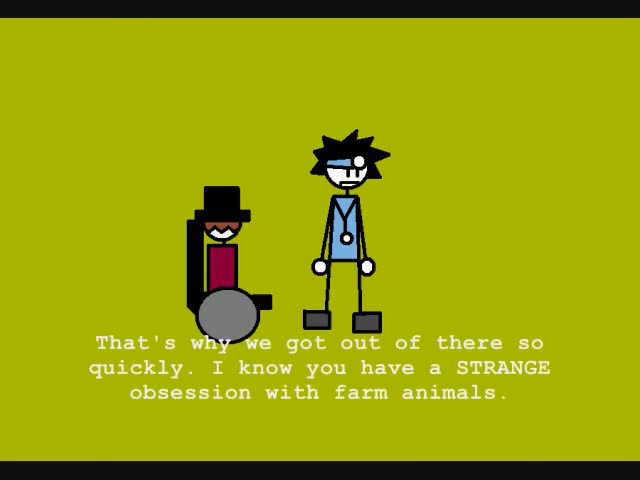 That's why we got out of there so
quickly. I know you have a STRANGE
obsession with farm animals.